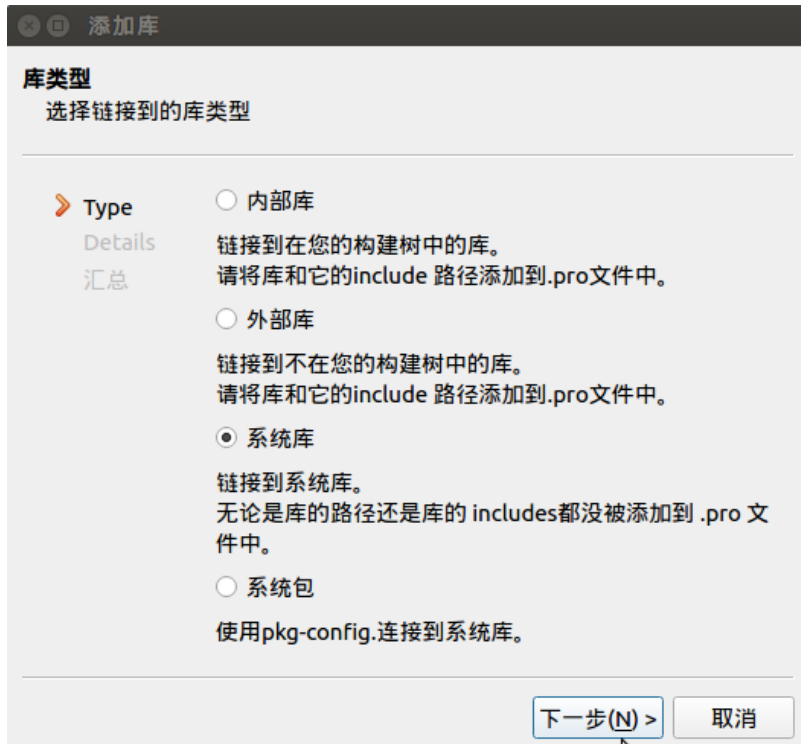 添加库
库类型
选择链接到的库类型
Type
Details
汇总
内部库
链接到在您的构建树中的库。
请将库和它的include 路径添加到.pro文件中。
外部库
链接到不在您的构建树中的库。
请将库和它的include 路径添加到.pro文件中。
系统库
链接到系统库。
无论是库的路径还是库的 includes都没被添加到 .pro 文
件中。
系统包
使用pkg-config.连接到系统库。
下一步(N) >
取消